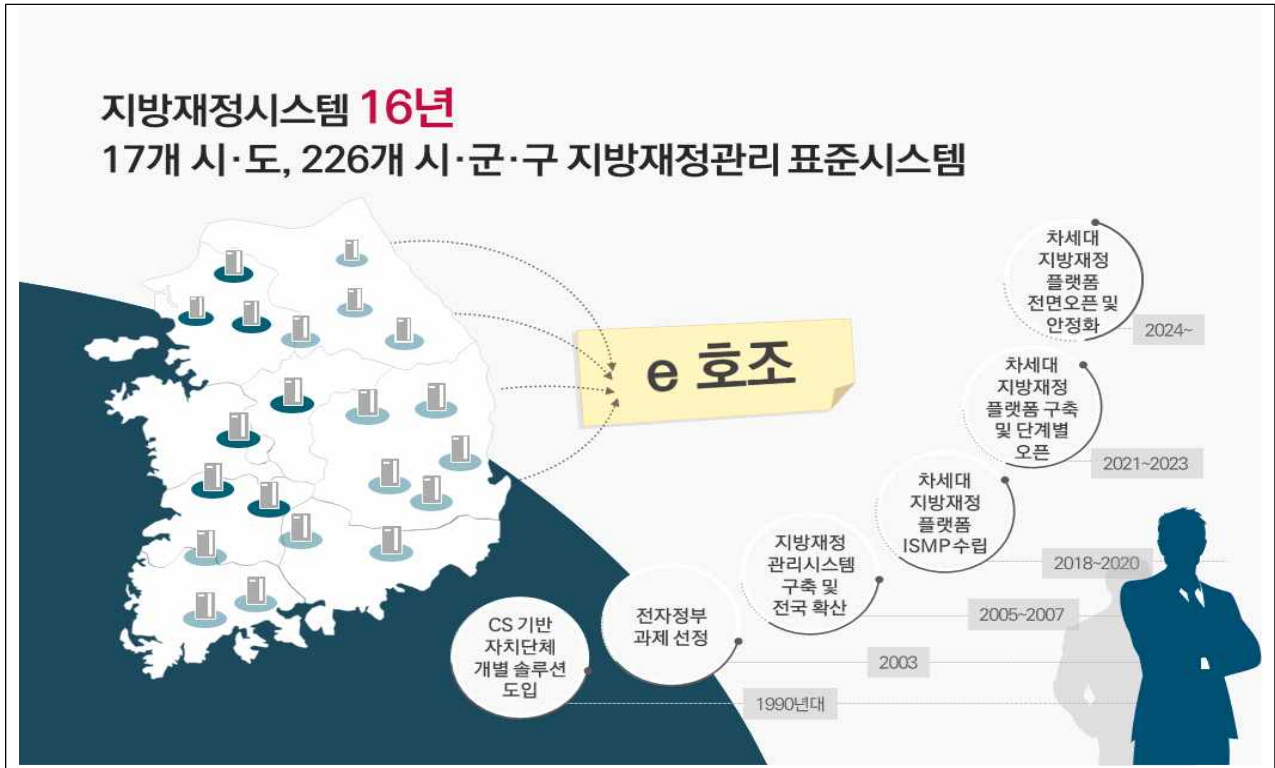 지방재정시스템 16년
17개 시·도, 226개 시·군·구 지방재정관리 표준시스템
e 호조
차세대
지방재정
플랫폼
전면오픈 및
안정화
2024~
차세대
지방재정
플랫폼 구축
및 단계별
오픈
2021~2023
차세대
지방재정
플랫폼
ISMP 수립
2018~2020
지방재정
관리시스템
구축 및
전국 확산
2005~2007
전자정부
과제 선정
2003
CS 기반
자치단체
개별 솔루션
도입
1990년대